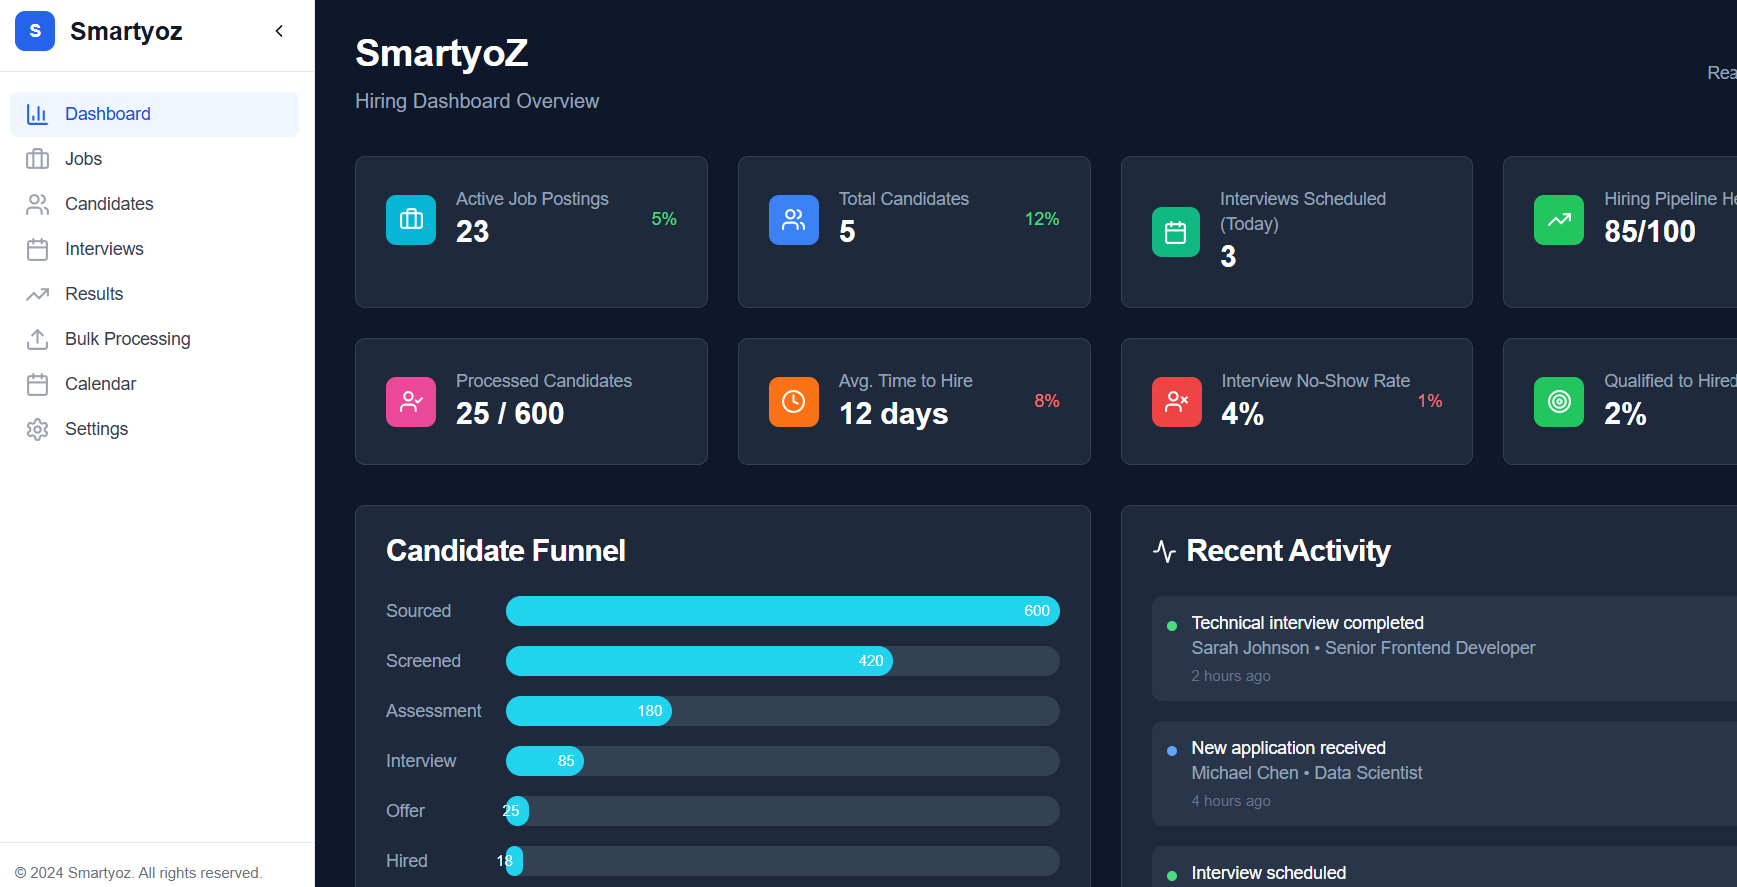 S
Smartyoz
Dashboard
Jobs
Candidates
Interviews
Results
Bulk Processing
Calendar
Settings
© 2024 Smartyoz. All rights reserved.
SmartyoZ
Hiring Dashboard Overview
Active Job Postings
23
5%
Total Candidates
5
12%
Interviews Scheduled
(Today)
3
Hiring Pipeline
85/100
Processed Candidates
25 / 600
Avg. Time to Hire
12 days
8%
Interview No-Show Rate
4%
1%
Qualified to Hired
2%
Candidate Funnel
Sourced 600
Screened 420
Assessment 180
Interview 85
Offer 25
Hired 18
Recent Activity
Technical interview completed
Sarah Johnson • Senior Frontend Developer
2 hours ago
New application received
Michael Chen • Data Scientist
4 hours ago
Interview scheduled